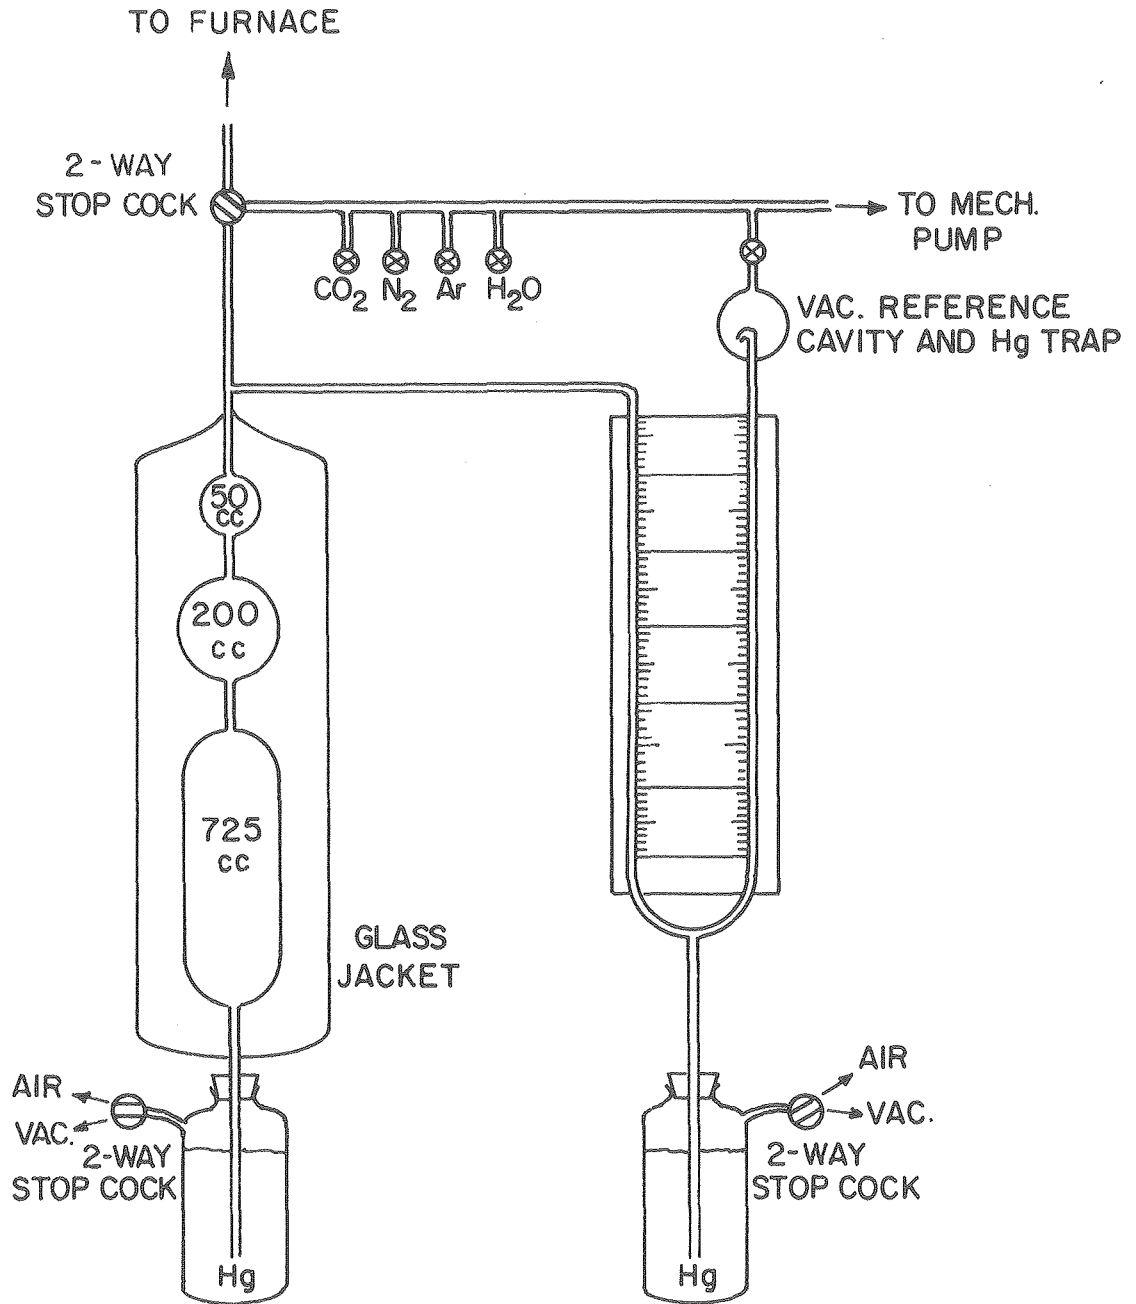 TO FURNACE
2-WAY
STOP COCK
TO MECH.
PUMP
CO2 N2 Ar H2O
VAC. REFERENCE
CAVITY AND Hg TRAP
50
CC
200
CC
725
CC
GLASS
JACKET
AIR
VAC.
2-WAY
STOP COCK
Hg
AIR
VAC.
2-WAY
STOP COCK
Hg